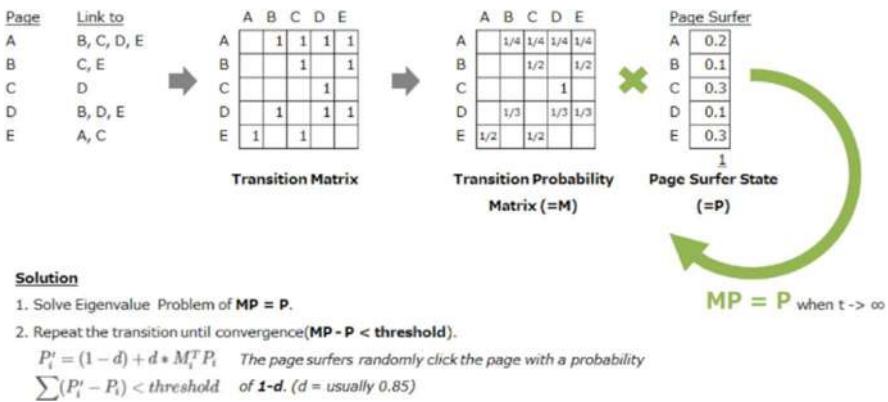 Page Link to
A B, C, D, E
B C, E
C D
D B, D, E
E A, C
A B C D E
A 1 1 1 1
B 1 1
C 1
D 1 1 1
E 1 1
Transition Matrix
A B C D E
A 1/4 1/4 1/4 1/4
B 1/2 1/2
C 1
D 1/3 1/3 1/3
E 1/2 1/2
Transition Probability
Matrix (=M)
Page Surfer
A 0.2
B 0.1
C 0.3
D 0.1
E 0.3
1
Page Surfer State
(=P)
MP = P when t -> ∞
Solution
1. Solve Eigenvalue Problem of MP = P.
2. Repeat the transition until convergence(MP - P < threshold).
P′ᵢ = (1 − d) + d ∗ Mᵢᵀ Pᵢ The page surfers randomly click the page with a probability
∑(P′ᵢ − Pᵢ) < threshold of 1-d. (d = usually 0.85)